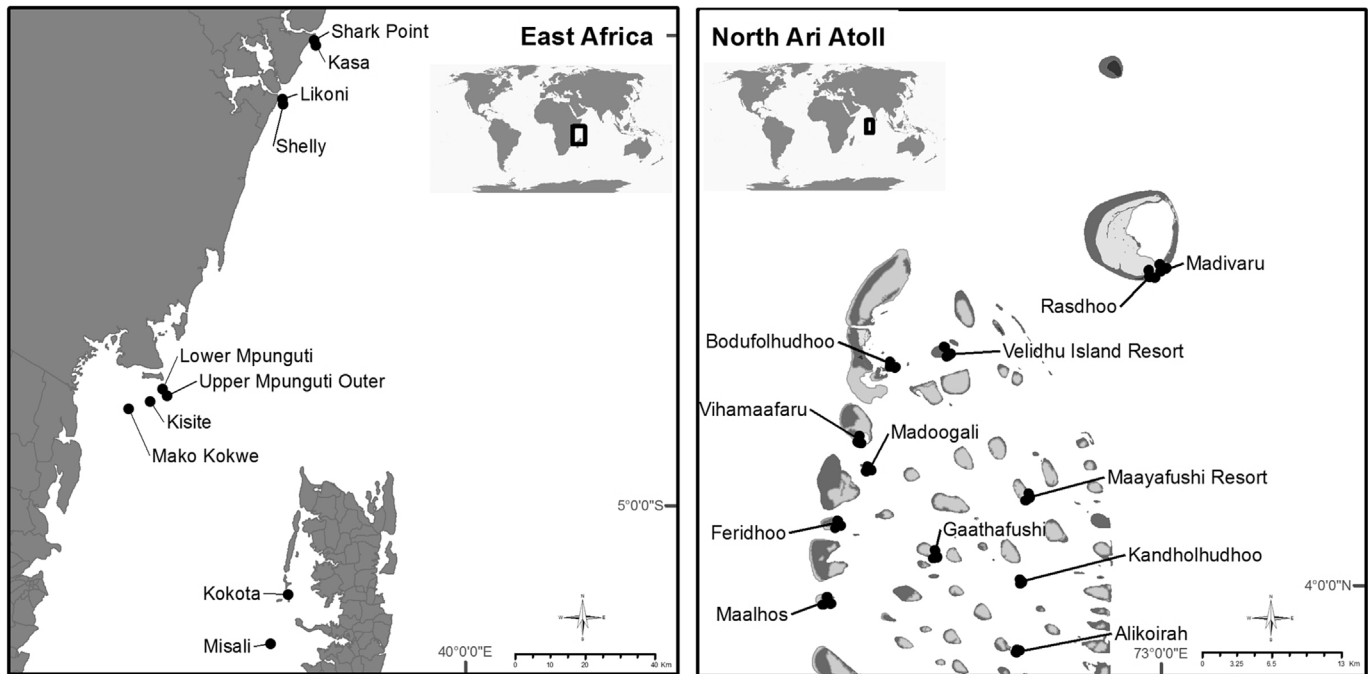 East Africa
Shark Point
Kasa
Likoni
Shelly
Lower Mpunguti
Upper Mpunguti Outer
Kisite
Mako Kokwe
5°0'0"S
Kokota
Misali
N
W
E
S
40°0'0"E
0 10 20 40 Km
North Ari Atoll
Madivaru
Rasdhoo
Bodufolhudhoo
Velidhu Island Resort
Vihamaafaru
Madoogali
Maayafushi Resort
Feridhoo
Gaathafushi
Kandholhudhoo
4°0'0"N
Maalhos
N
W
E
S
Alikoirah
73°0'0"E
0 3.25 6.5 13 Km